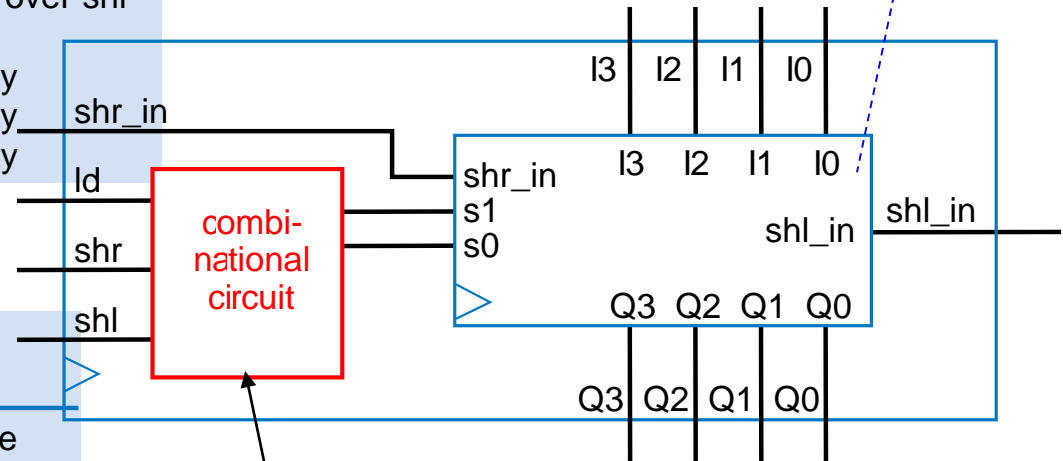 over shr
y
y
y
shr_in
ld
shr
shl
e
combi-
national
circuit
I3 I2 I1 I0
I3 I2 I1 I0
shr_in
s1
s0
shl_in
shl_in
Q3 Q2 Q1 Q0
Q3 Q2 Q1 Q0